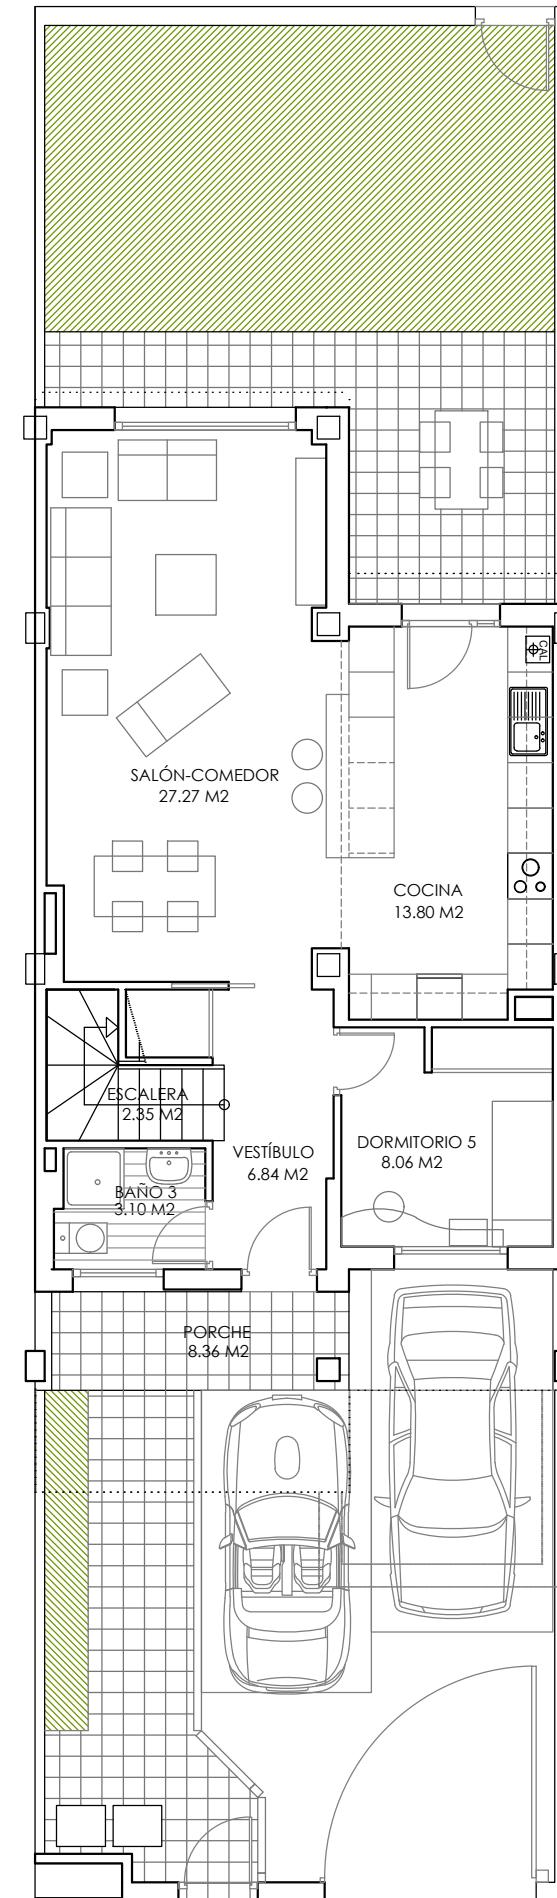 CAL
SALÓN-COMEDOR
27.27 M2
COCINA
13.80 M2
ESCALERA
2.35 M2
VESTÍBULO
6.84 M2
DORMITORIO 5
8.06 M2
BAÑO 3
3.10 M2
PORCHE
8.36 M2